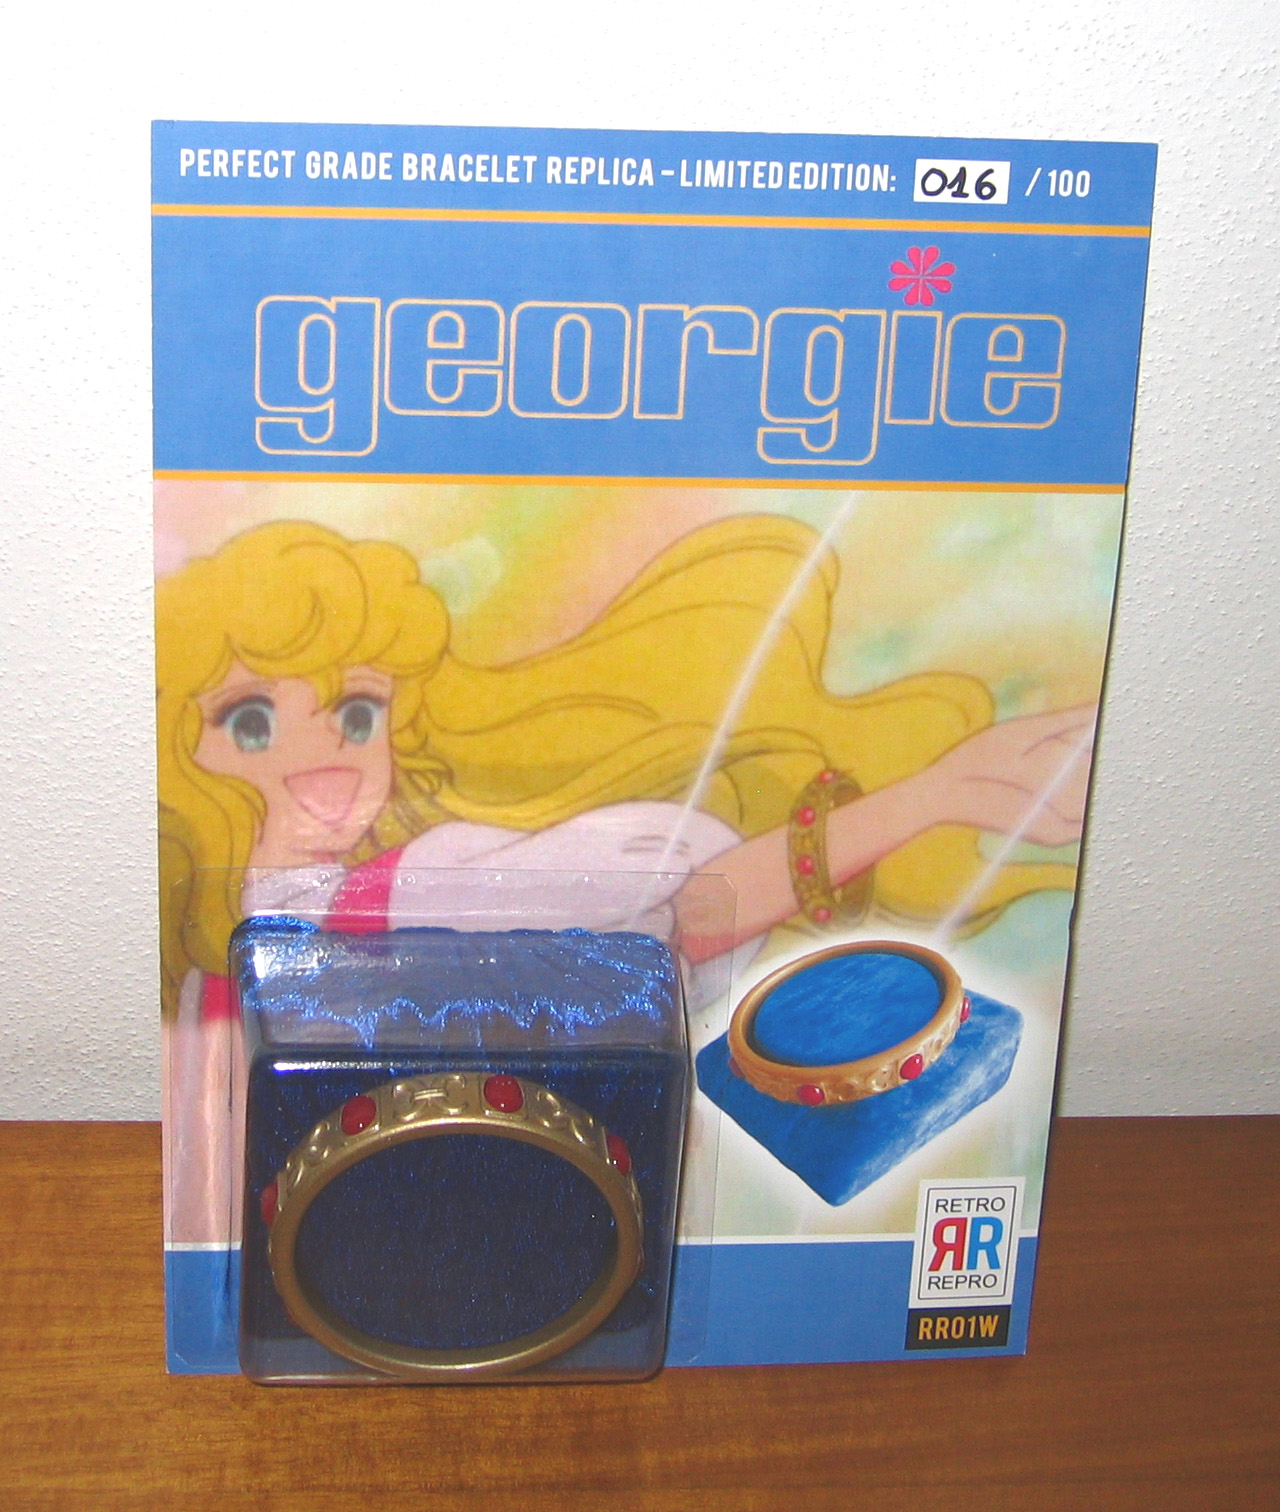 PERFECT GRADE BRACELET REPLICA – LIMITED EDITION: 016 / 100
georgie
RETRO
RR
REPRO
RR01W